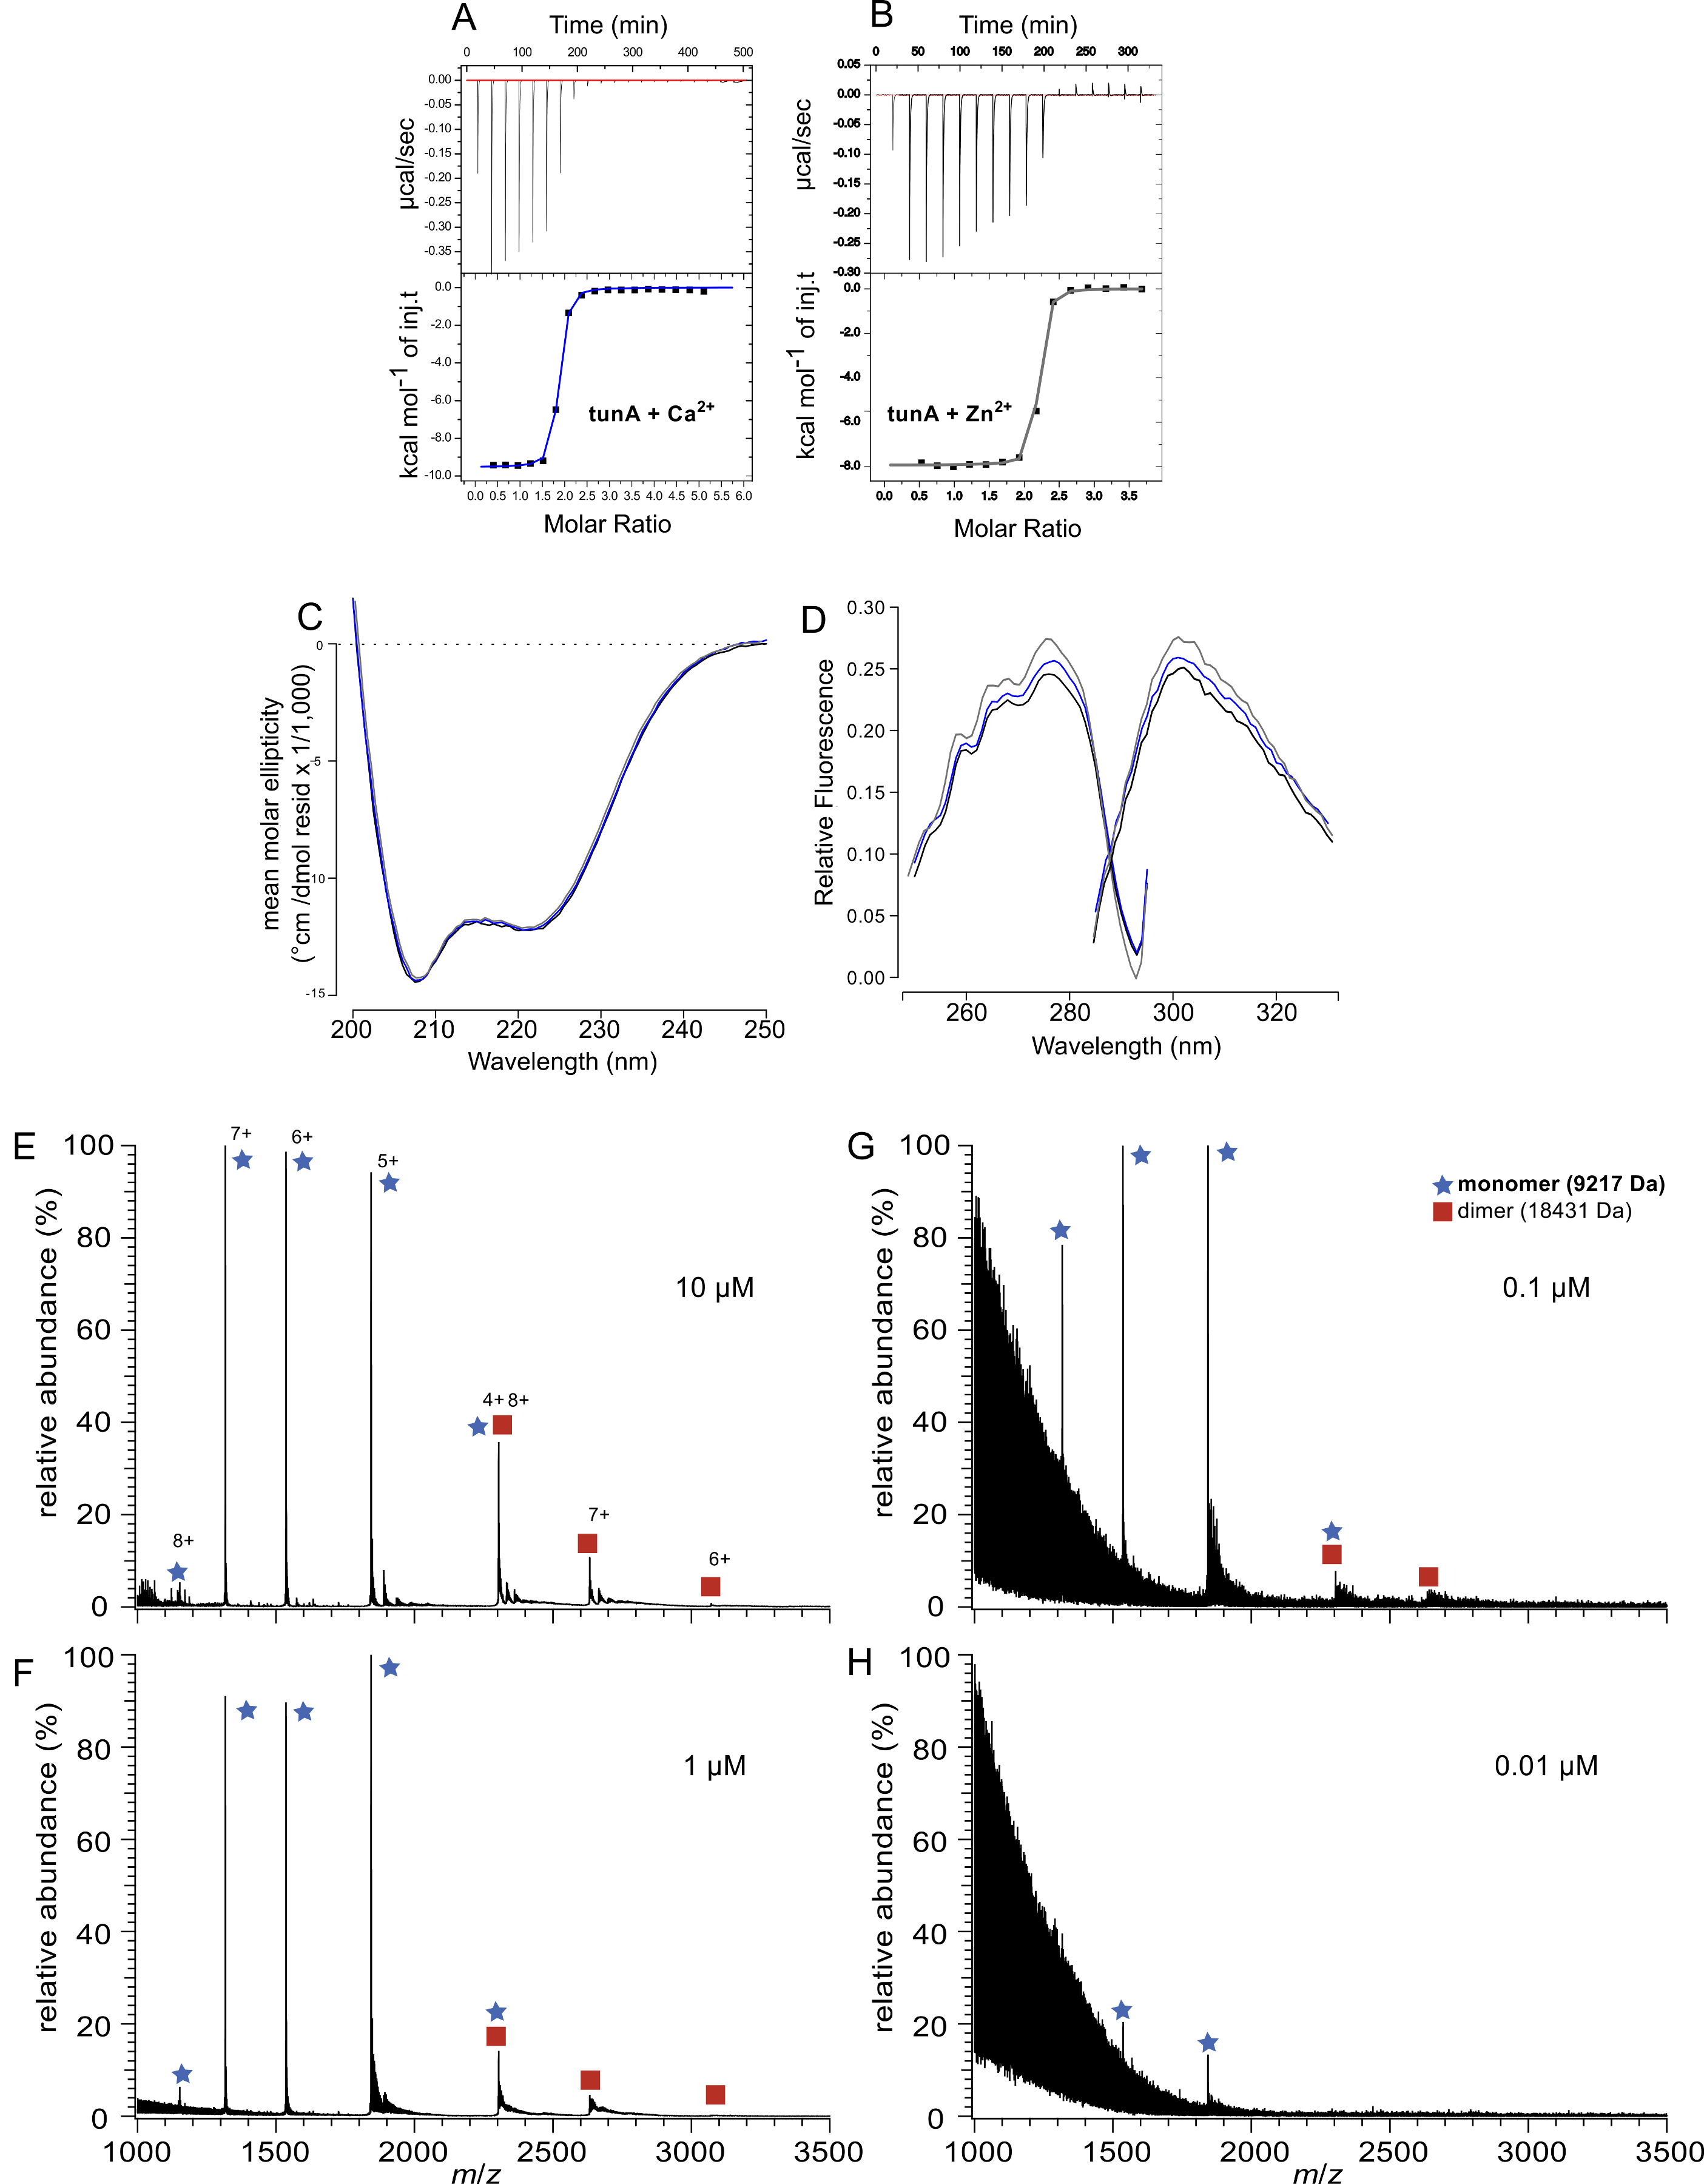 A
Time (min)
0 100 200 300 400 500
0.00
-0.05
-0.10
-0.15
-0.20
-0.25
-0.30
-0.35
µcal/sec
0.0
-2.0
-4.0
-6.0
-8.0
-10.0
kcal mol-1 of inj.t
tunA + Ca2+
0.0 0.5 1.0 1.5 2.0 2.5 3.0 3.5 4.0 4.5 5.0 5.5 6.0
Molar Ratio
B
Time (min)
0 50 100 150 200 250 300
0.05
0.00
-0.05
-0.10
-0.15
-0.20
-0.25
-0.30
µcal/sec
0.0
-2.0
-4.0
-6.0
-8.0
kcal mol-1 of inj.t
tunA + Zn2+
0.0 0.5 1.0 1.5 2.0 2.5 3.0 3.5
Molar Ratio
C
0
-5
-10
-15
mean molar ellipticity
(°cm /dmol resid x 1/1,000)
200 210 220 230 240 250
Wavelength (nm)
D
0.30
0.25
0.20
0.15
0.10
0.05
0.00
Relative Fluorescence
260 280 300 320
Wavelength (nm)
E
100
80
60
40
20
0
relative abundance (%)
7+
6+
5+
4+ 8+
7+
8+
6+
10 µM
G
100
80
60
40
20
0
relative abundance (%)
monomer (9217 Da)
dimer (18431 Da)
0.1 µM
F
100
80
60
40
20
0
relative abundance (%)
1 µM
1000 1500 2000 2500 3000 3500
m/z
H
100
80
60
40
20
0
relative abundance (%)
0.01 µM
1000 1500 2000 2500 3000 3500
m/z